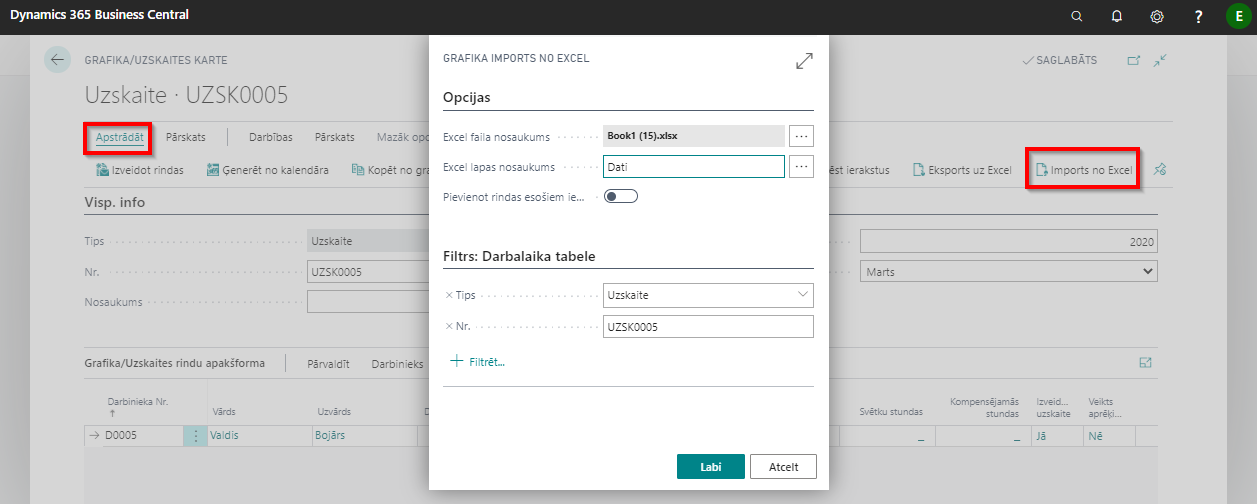 Dynamics 365 Business Central
?
E
GRAFIKA/UZSKAITES KARTE
SAGLABĀTS
Uzskaite · UZSK0005
Apstrādāt
Pārskats
Darbības
Pārskats
Mazāk opc
Izveidot rindas
Ģenerēt no kalendāra
Kopēt no gra
ēst ierakstus
Eksports uz Excel
Imports no Excel
Visp. info
Tips
Uzskaite
2020
Nr.
UZSK0005
Marts
Nosaukums
Grafika/Uzskaites rindu apakšforma
Pārvaldīt
Darbinieks
Darbinieka Nr.
Vārds
Uzvārds
D
Svētku stundas
Kompensējamās stundas
Izveid... uzskaite
Veikts aprēķi...
D0005
Valdis
Bojārs
_
_
Jā
Nē
GRAFIKA IMPORTS NO EXCEL
Opcijas
Excel faila nosaukums
Book1 (15).xlsx
...
Excel lapas nosaukums
Dati
...
Pievienot rindas esošiem ie...
Filtrs: Darbalaika tabele
× Tips
Uzskaite
× Nr.
UZSK0005
+ Filtrēt...
Labi
Atcelt